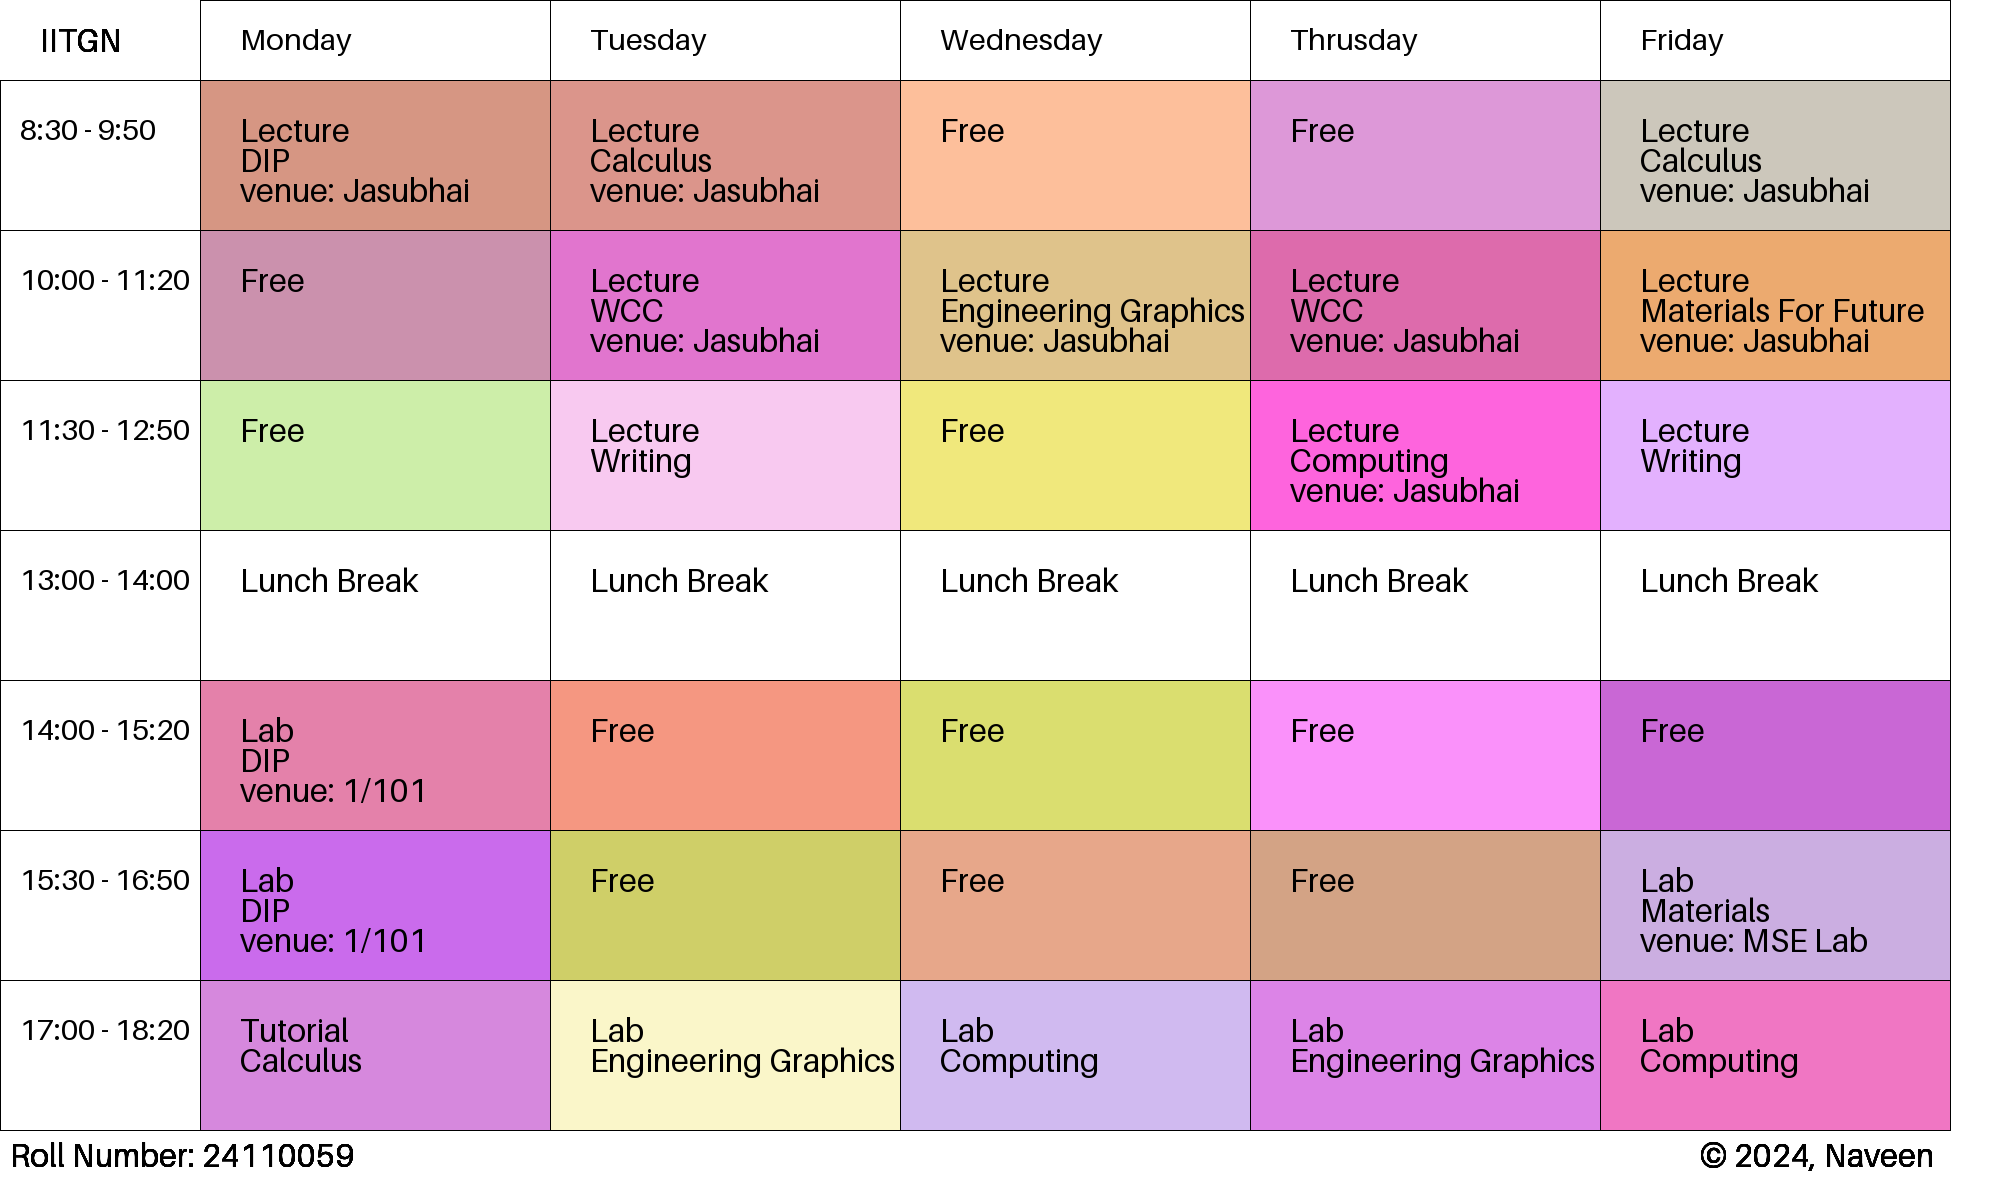 IITGN Monday Tuesday Wednesday Thrusday Friday
8:30 - 9:50
Lecture
DIP
venue: Jasubhai
Lecture
Calculus
venue: Jasubhai
Free
Free
Lecture
Calculus
venue: Jasubhai
10:00 - 11:20
Free
Lecture
WCC
venue: Jasubhai
Lecture
Engineering Graphics
venue: Jasubhai
Lecture
WCC
venue: Jasubhai
Lecture
Materials For Future
venue: Jasubhai
11:30 - 12:50
Free
Lecture
Writing
Free
Lecture
Computing
venue: Jasubhai
Lecture
Writing
13:00 - 14:00
Lunch Break
Lunch Break
Lunch Break
Lunch Break
Lunch Break
14:00 - 15:20
Lab
DIP
venue: 1/101
Free
Free
Free
Free
15:30 - 16:50
Lab
DIP
venue: 1/101
Free
Free
Free
Lab
Materials
venue: MSE Lab
17:00 - 18:20
Tutorial
Calculus
Lab
Engineering Graphics
Lab
Computing
Lab
Engineering Graphics
Lab
Computing
Roll Number: 24110059
© 2024, Naveen